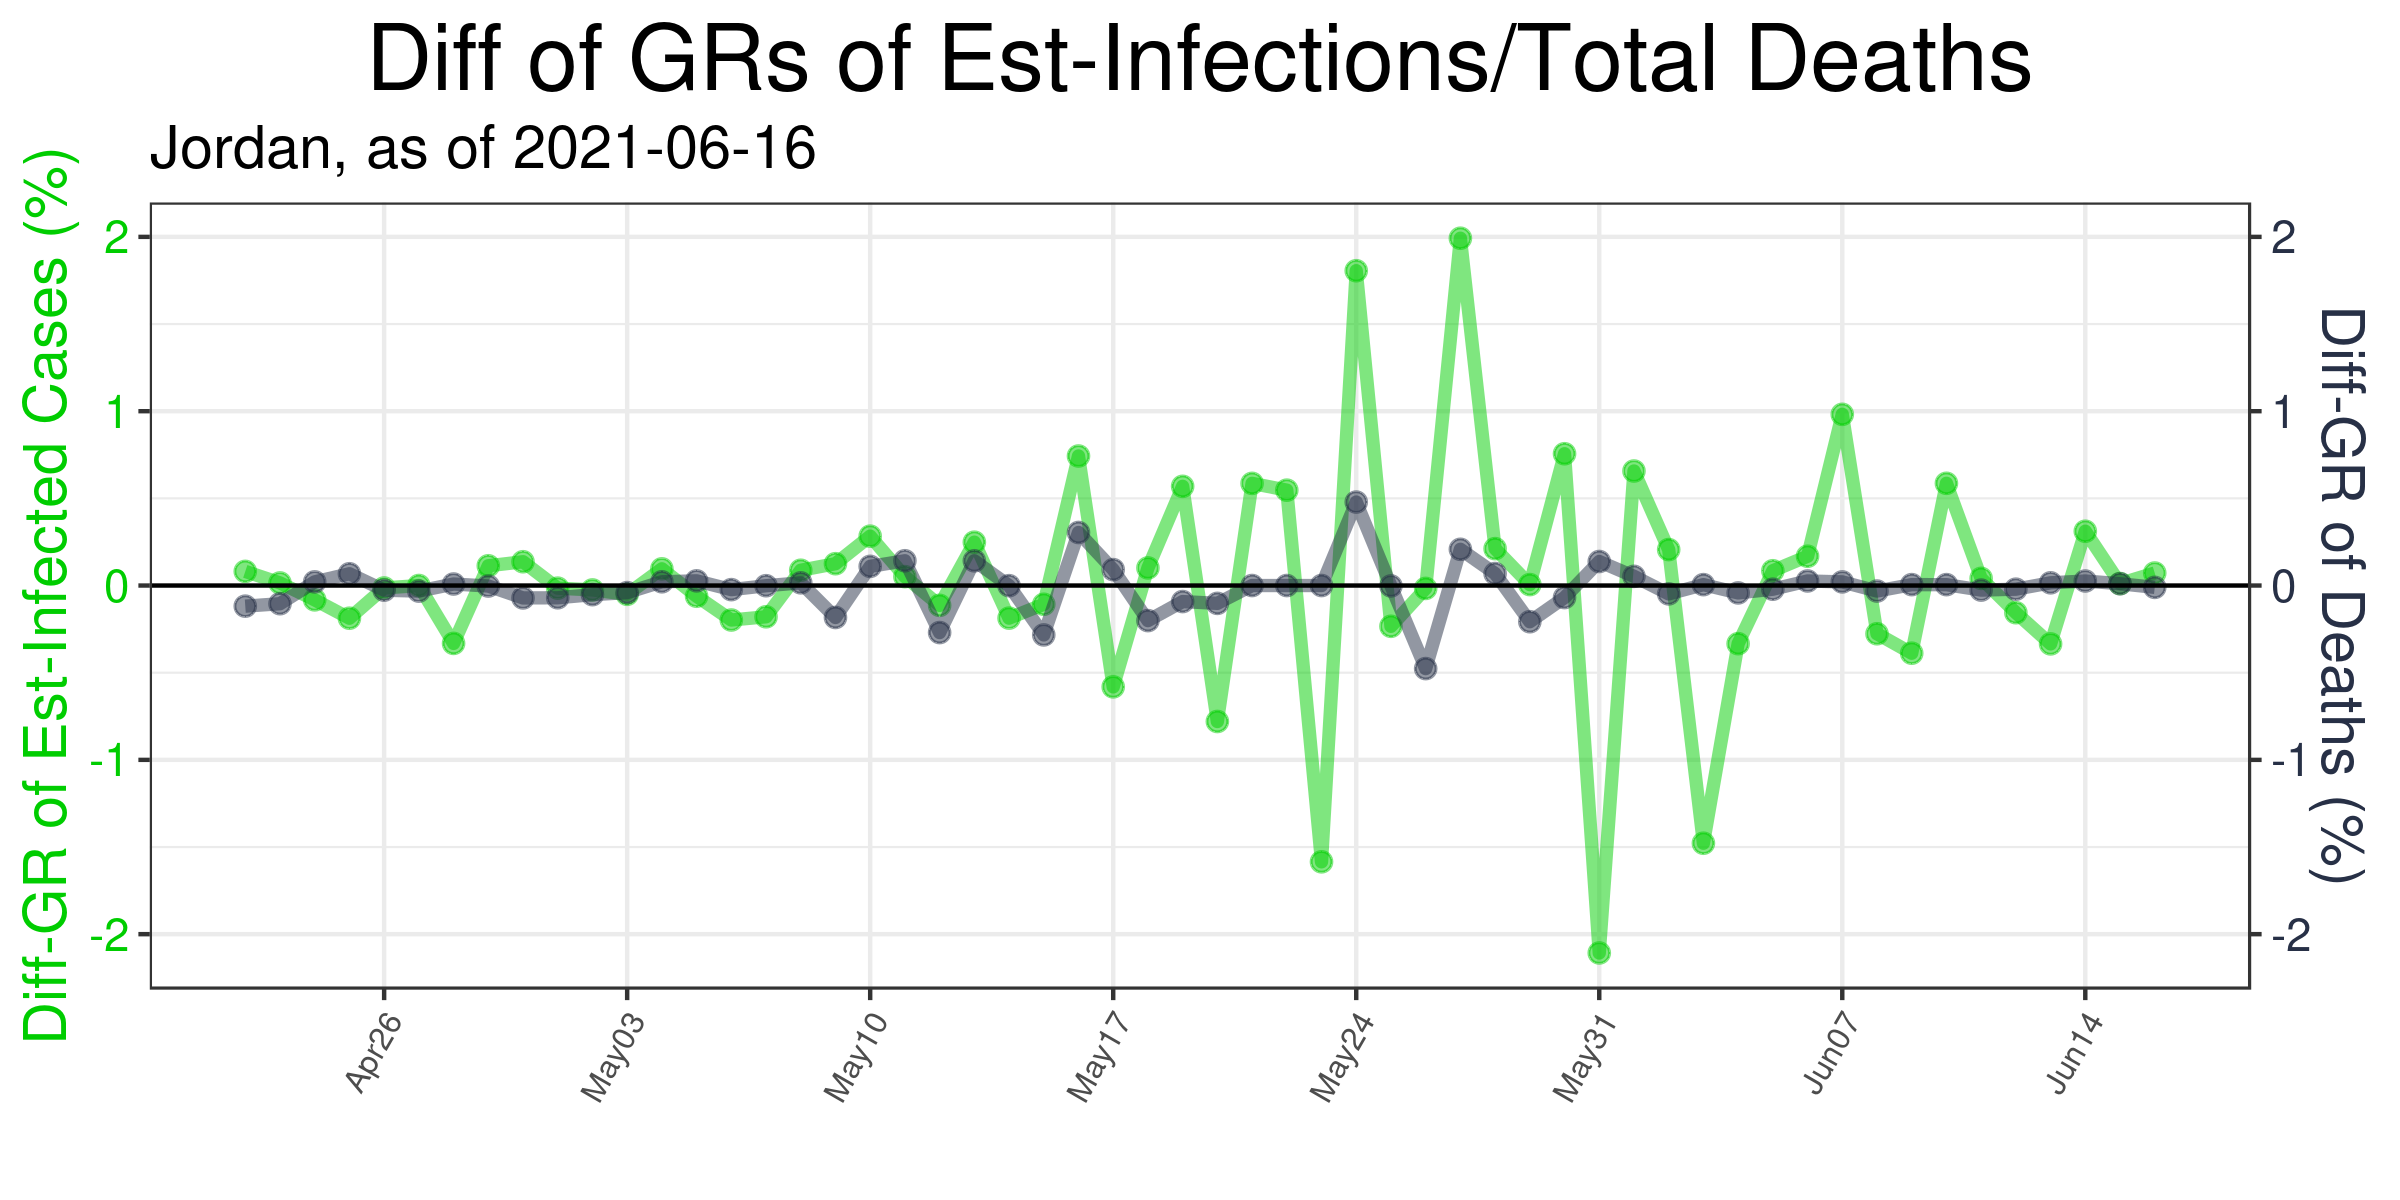 Diff of GRs of Est-Infections/Total Deaths
Jordan, as of 2021-06-16
Diff-GR of Est-Infected Cases (%)
2
1
0
-1
-2
2
1
0
-1
-2
Diff-GR of Deaths (%)
Apr26
May03
May10
May17
May24
May31
Jun07
Jun14